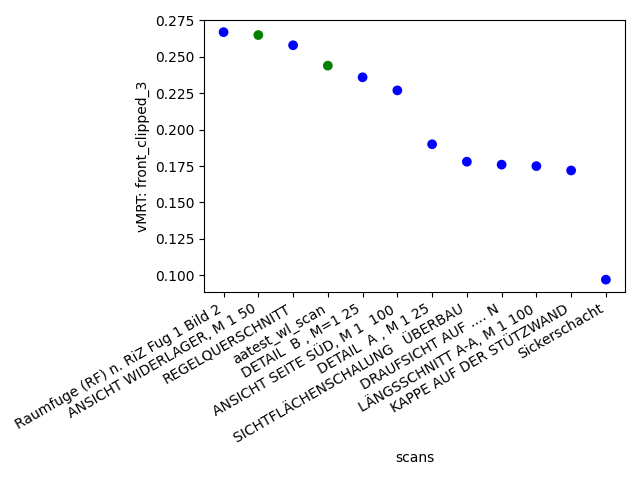 0.275
0.250
0.225
0.200
0.175
0.150
0.125
0.100
vMRT: front_clipped_3
Raumfuge (RF) n. RiZ Fug 1 Bild 2
ANSICHT WIDERLAGER, M 1 50
REGELQUERSCHNITT
aatest_wl_scan
DETAIL B , M=1 25
ANSICHT SEITE SÜD, M 1 100
DETAIL A , M 1 25
SICHTFLÄCHENSCHALUNG ÜBERBAU
DRAUFSICHT AUF .... N
LÄNGSSCHNITT A-A, M 1 100
KAPPE AUF DER STÜTZWAND
Sickerschacht
scans